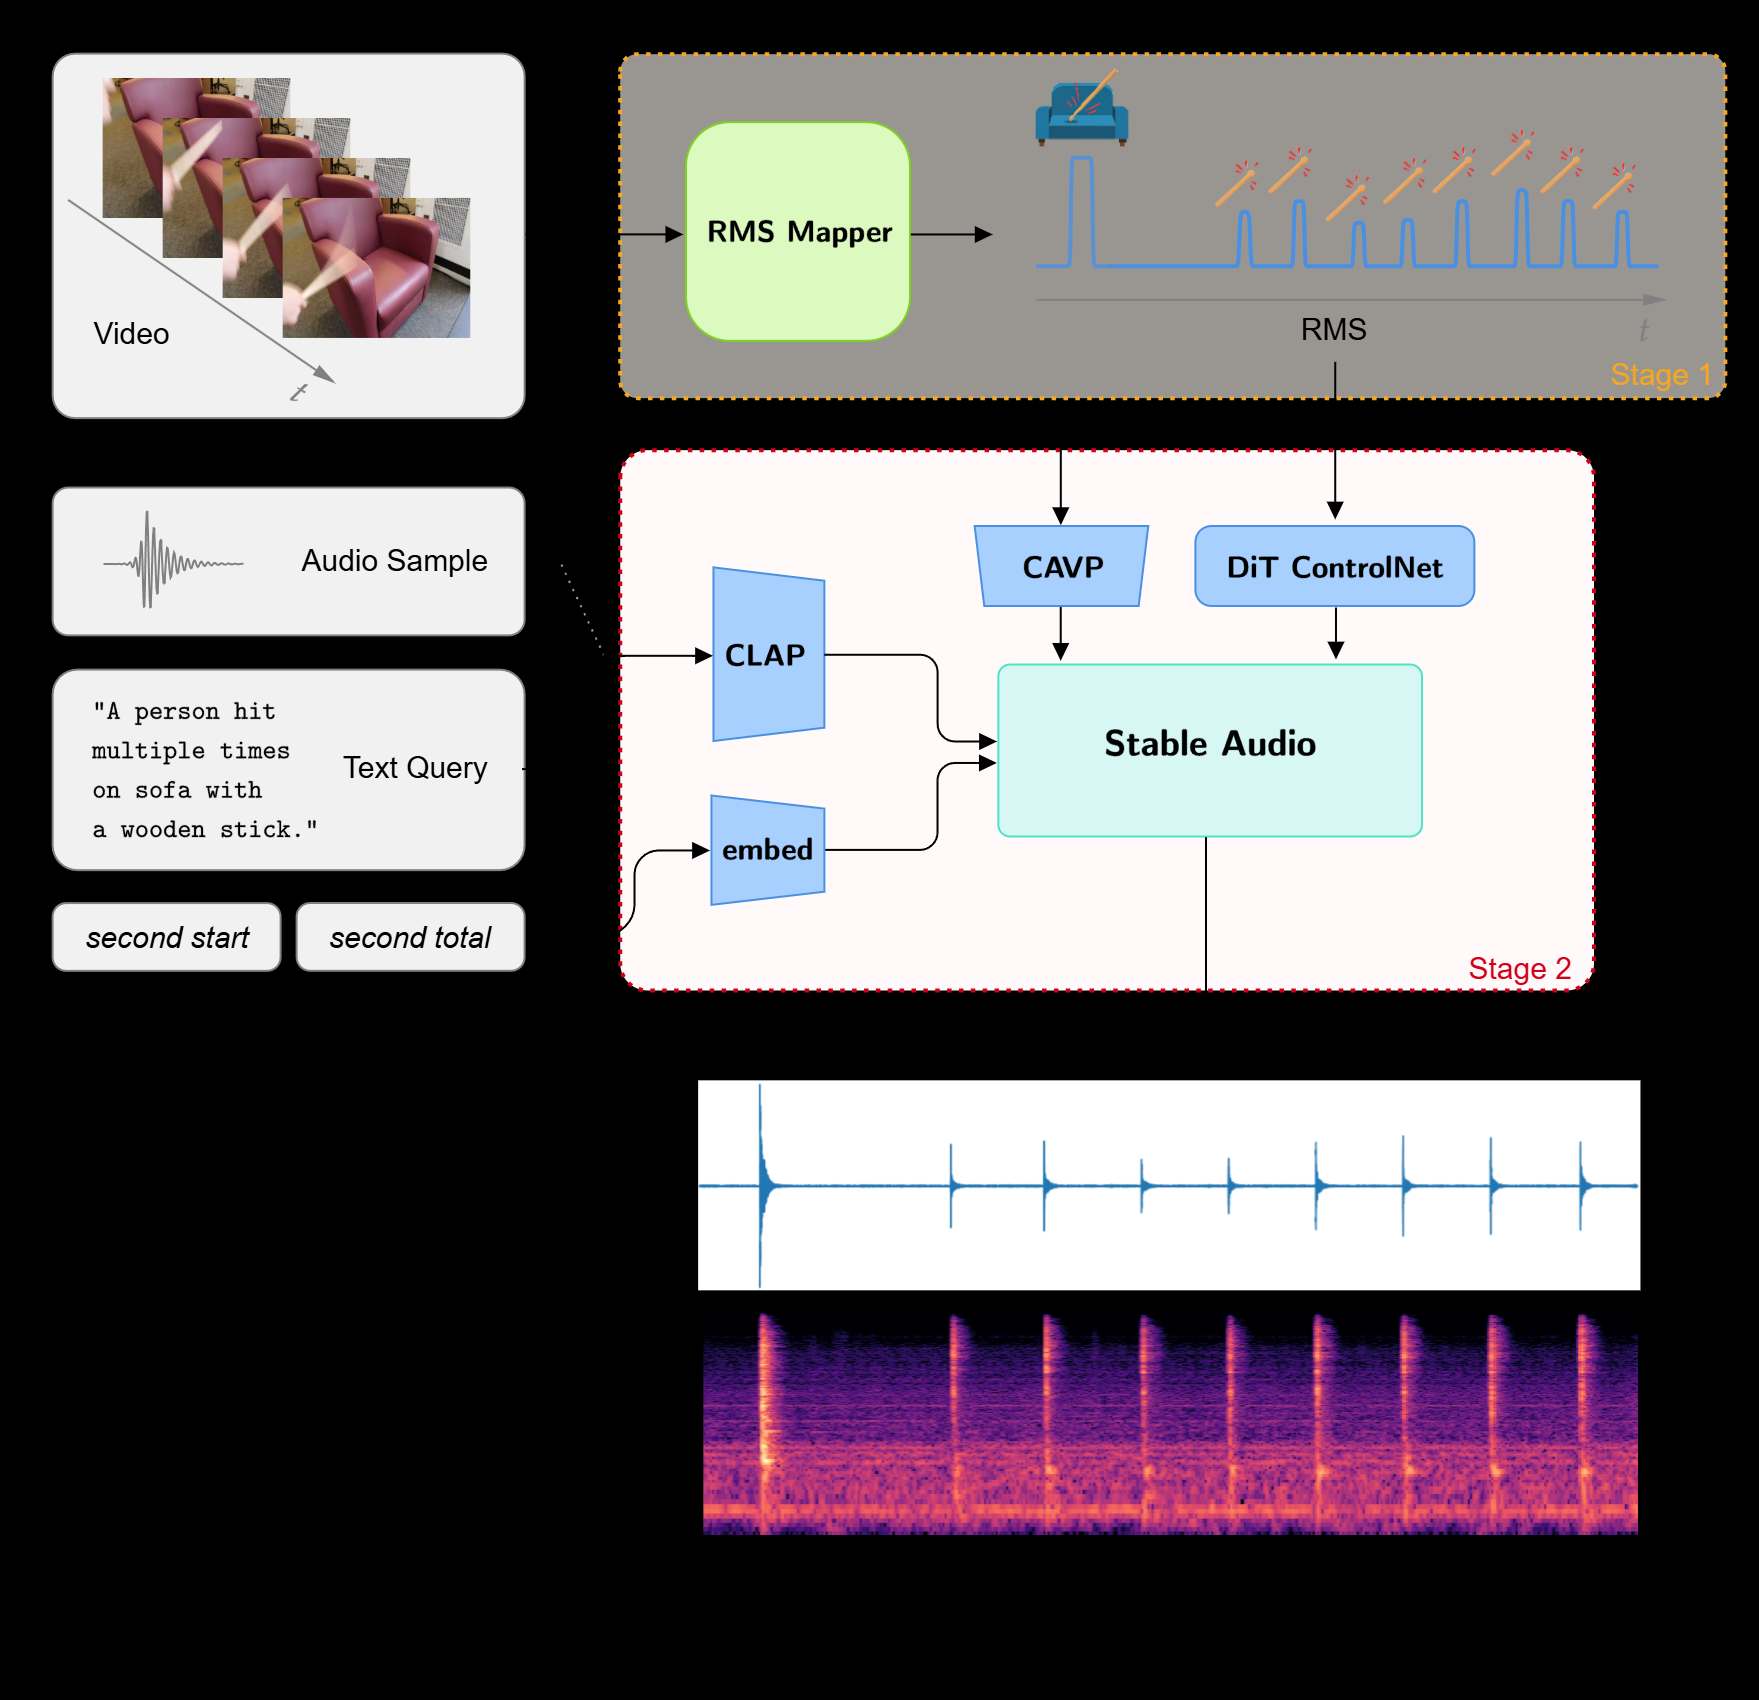 Video
t
RMS Mapper
RMS
t
Stage 1
Audio Sample
"A person hit
multiple times
on sofa with
a wooden stick."
Text Query
second start
second total
CAVP
DiT ControlNet
CLAP
Stable Audio
embed
Stage 2